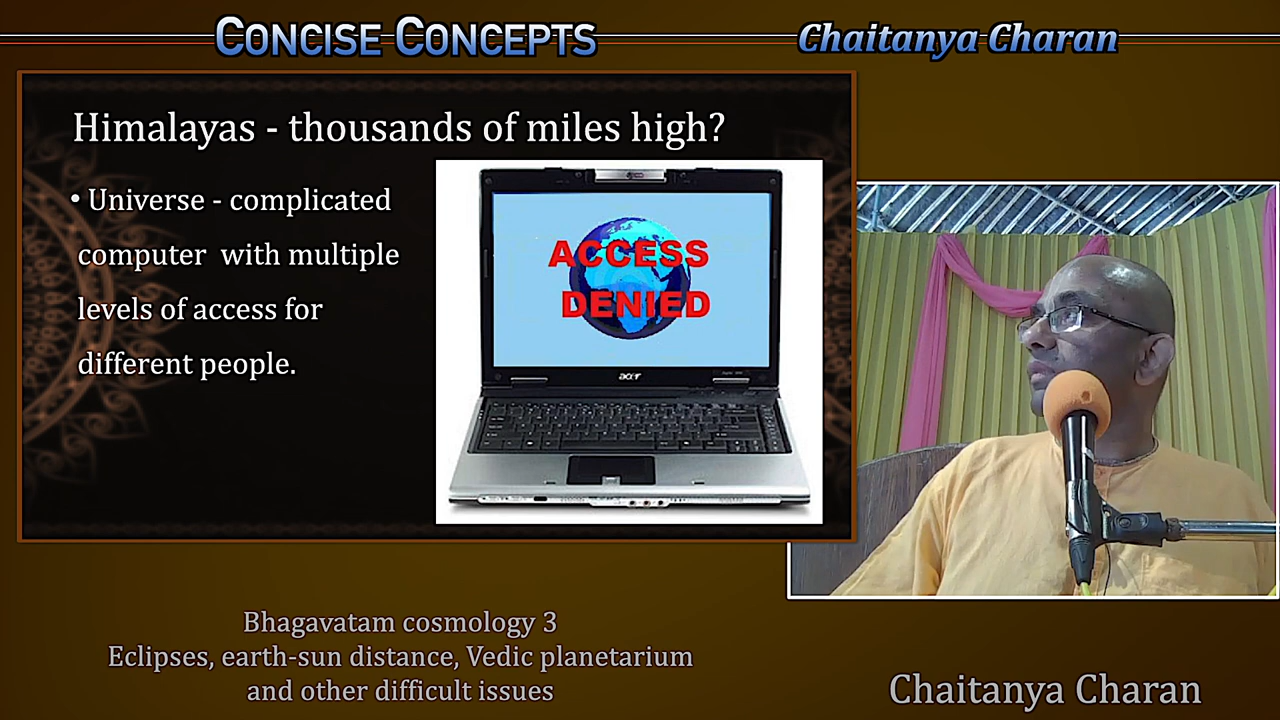 CONCISE CONCEPTS
Chaitanya Charan
Himalayas - thousands of miles high?
• Universe - complicated
computer with multiple
levels of access for
different people.
ACCESS
DENIED
acer
Bhagavatam cosmology 3
Eclipses, earth-sun distance, Vedic planetarium
and other difficult issues
Chaitanya Charan